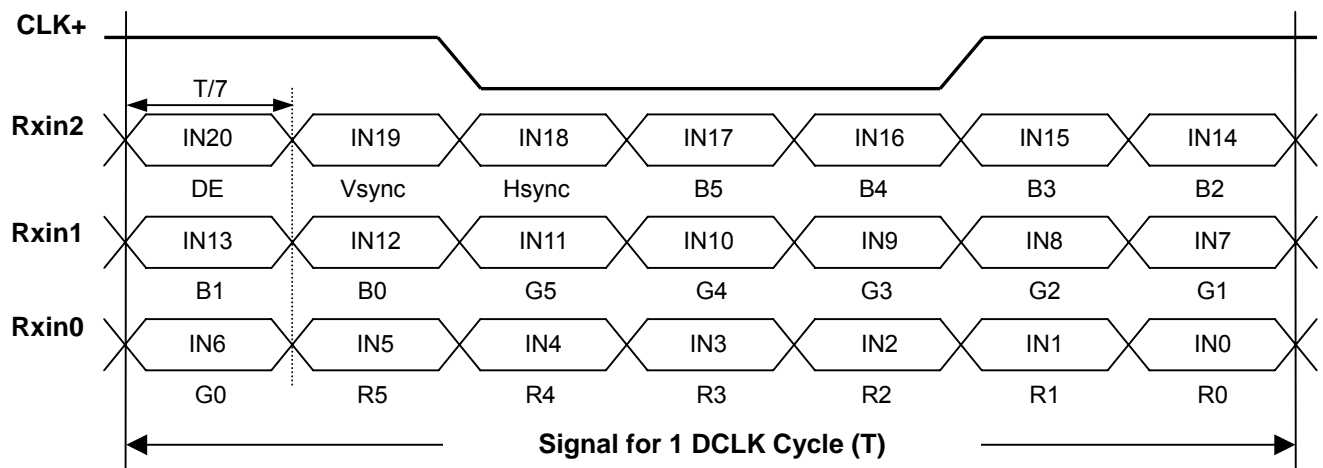 CLK+
T/7
Rxin2 IN20 IN19 IN18 IN17 IN16 IN15 IN14
DE Vsync Hsync B5 B4 B3 B2
Rxin1 IN13 IN12 IN11 IN10 IN9 IN8 IN7
B1 B0 G5 G4 G3 G2 G1
Rxin0 IN6 IN5 IN4 IN3 IN2 IN1 IN0
G0 R5 R4 R3 R2 R1 R0
Signal for 1 DCLK Cycle (T)